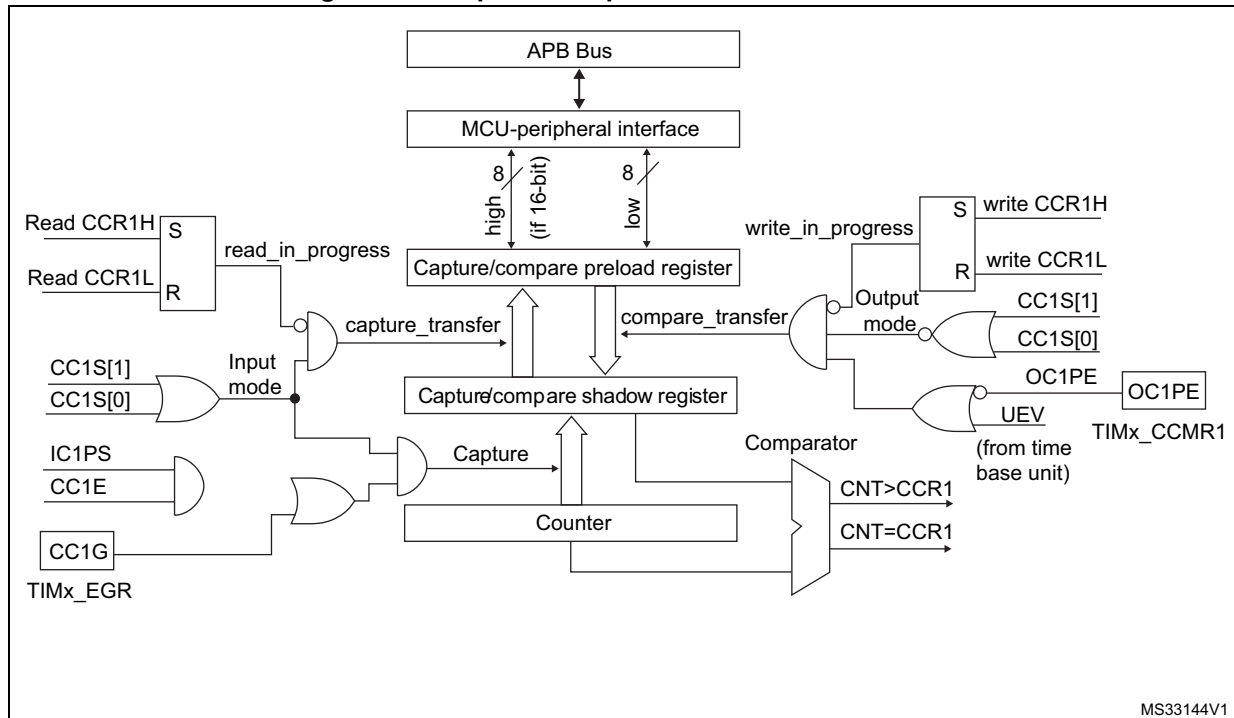 APB Bus
MCU-peripheral interface
8
high
(if 16-bit)
8
low
Read CCR1H
S
read_in_progress
Read CCR1L
R
write CCR1H
S
write_in_progress
R
write CCR1L
Capture/compare preload register
CC1S[1]
Output
mode
CC1S[0]
capture_transfer
compare_transfer
CC1S[1]
Input
mode
CC1S[0]
Capture/compare shadow register
OC1PE
OC1PE
UEV
TIMx_CCMR1
(from time
base unit)
IC1PS
CC1E
Capture
Comparator
CNT>CCR1
Counter
CNT=CCR1
CC1G
TIMx_EGR
MS33144V1